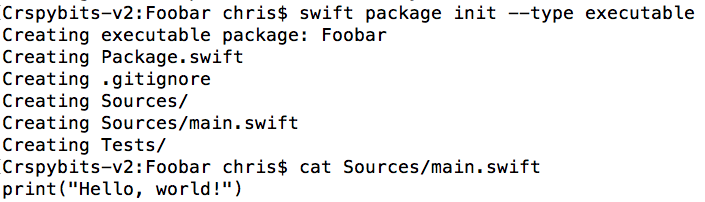 Crspybits-v2:Foobar chris$ swift package init --type executable
Creating executable package: Foobar
Creating Package.swift
Creating .gitignore
Creating Sources/
Creating Sources/main.swift
Creating Tests/
Crspybits-v2:Foobar chris$ cat Sources/main.swift
print("Hello, world!")